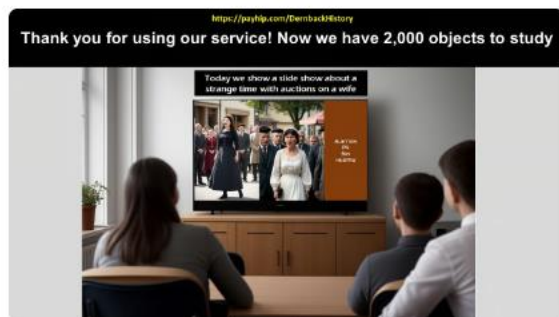 https://payhip.com/DernbackHistory
Thank you for using our service! Now we have 2,000 objects to study
Today we show a slide show about a
strange time with auctions on a wife